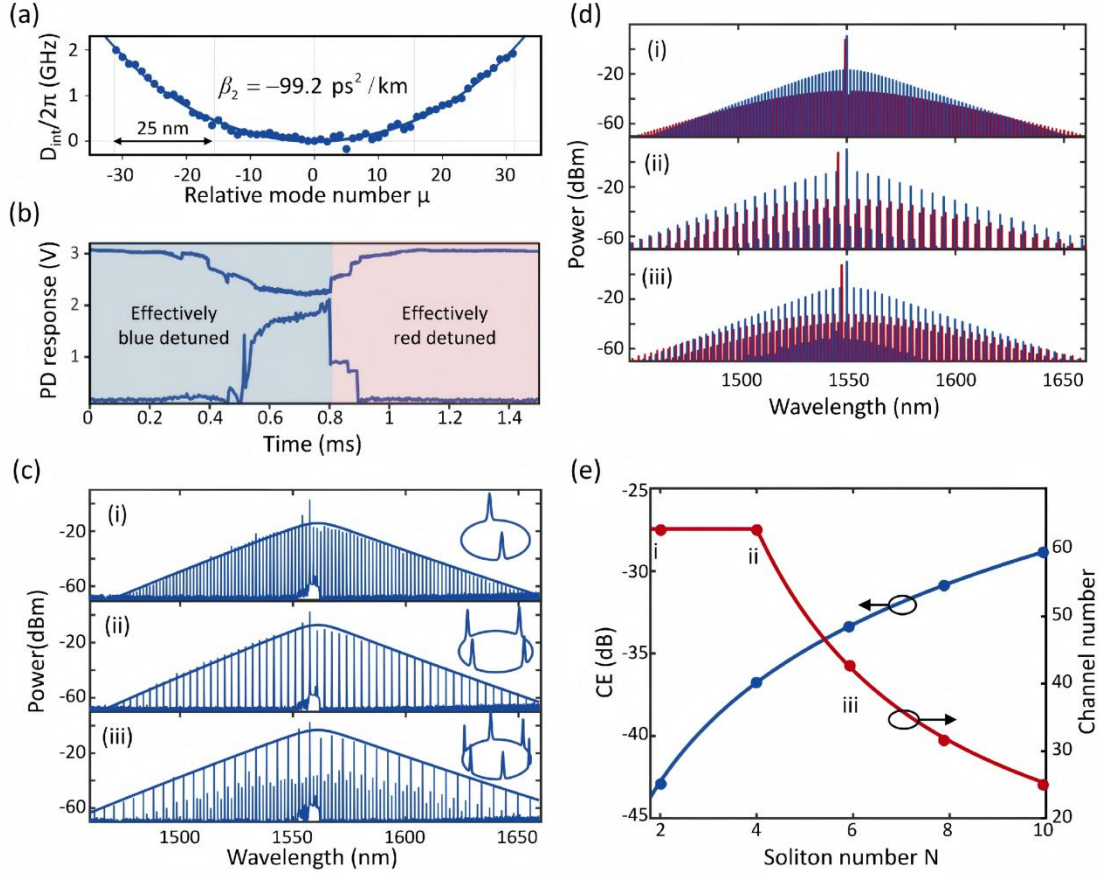 (a)
D_int/2π (GHz)
2
1
0
β₂ = −99.2 ps²/km
25 nm
-30 -20 -10 0 10 20 30
Relative mode number μ
(b)
PD response (V)
3
2
1
Effectively
blue detuned
Effectively
red detuned
0 0.2 0.4 0.6 0.8 1 1.2 1.4
Time (ms)
(c)
Power(dBm)
(i)
-20
-60
(ii)
-20
-60
(iii)
-20
-60
1500 1550 1600 1650
Wavelength (nm)
(d)
Power (dBm)
(i)
-20
-60
(ii)
-20
-60
(iii)
-20
-60
1500 1550 1600 1650
Wavelength (nm)
(e)
CE (dB)
-25
-30
-35
-40
-45
i
ii
iii
60
50
40
30
20
Channel number
2 4 6 8 10
Soliton number N